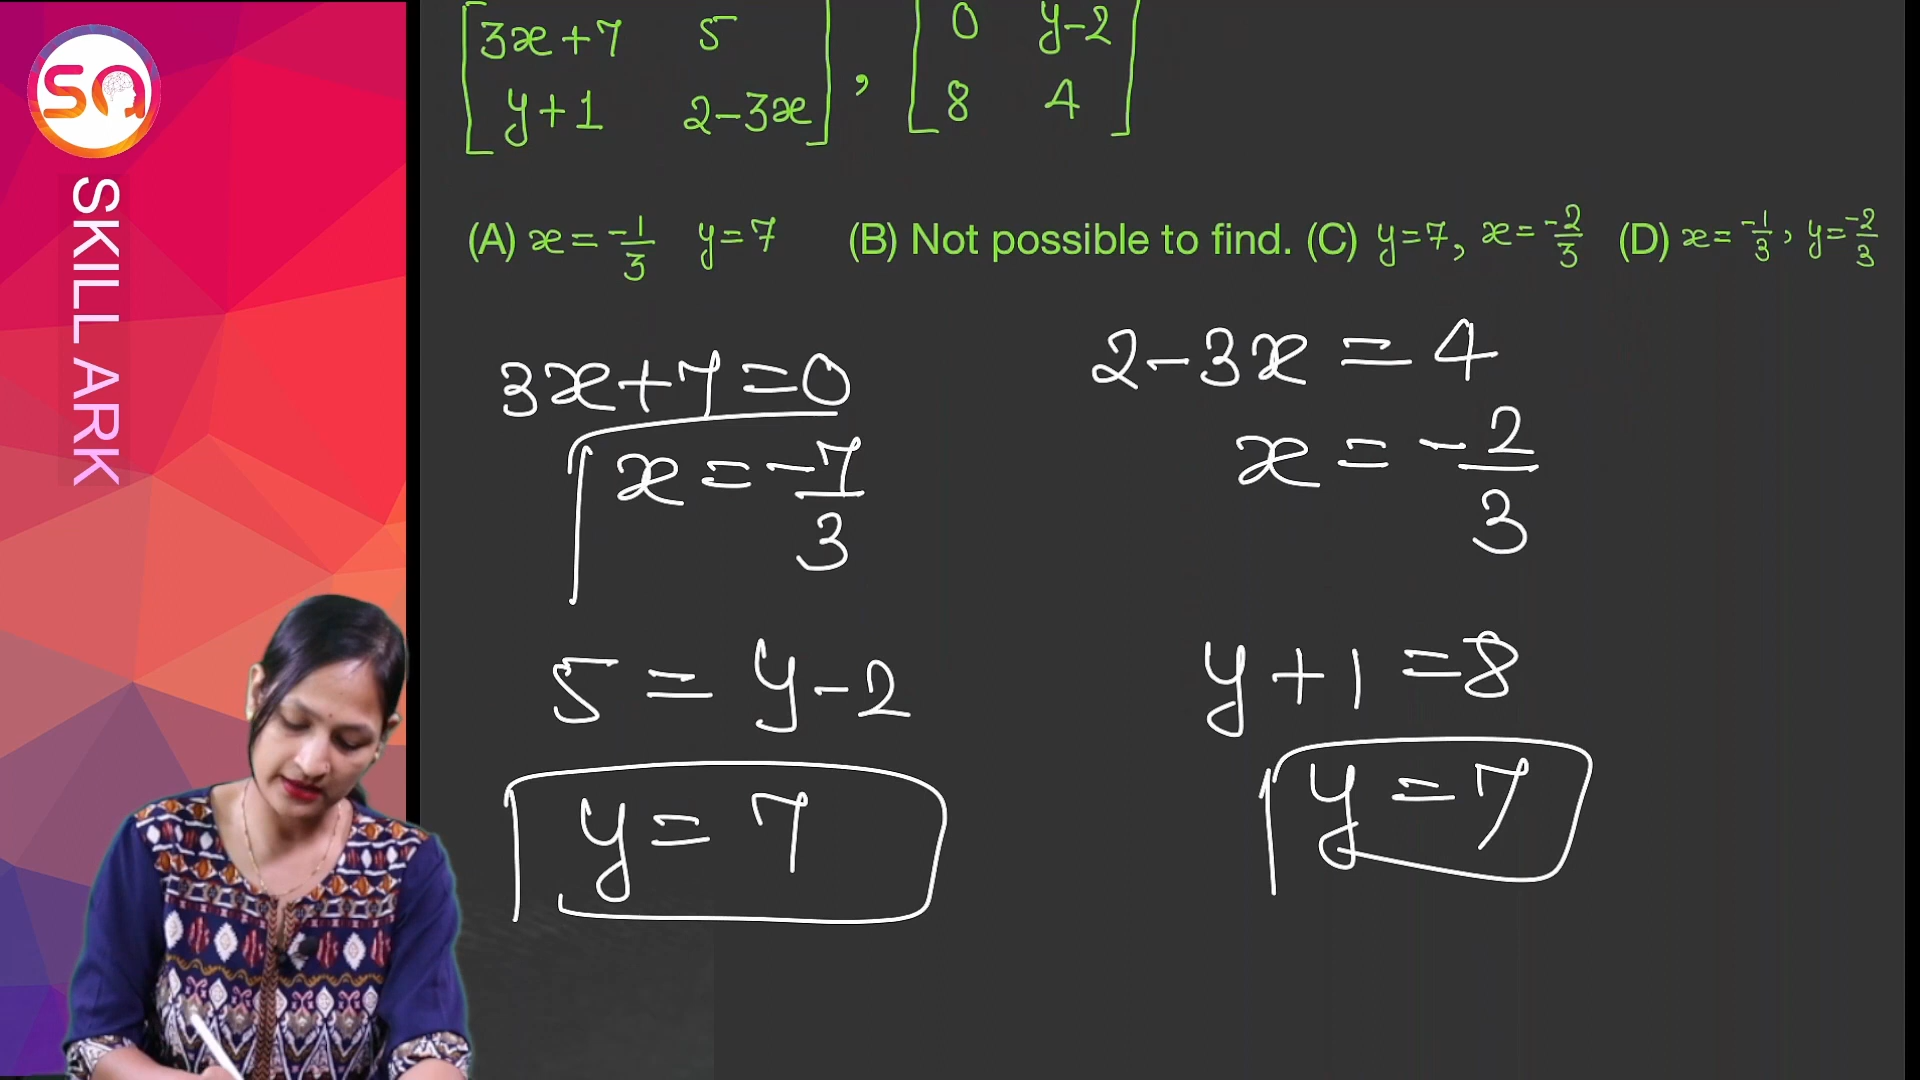 SA
SKILL ARK
[3x+7 5], [0 y-2]
[y+1 2-3x] [8 4]
(A) x = -1/3 y=7 (B) Not possible to find. (C) y=7, x=-2/3 (D) x=-1/3, y=-2/3
3x+7=0
x = -7/3
2-3x = 4
x = -2/3
5 = y-2
y = 7
y+1 =8
y = 7